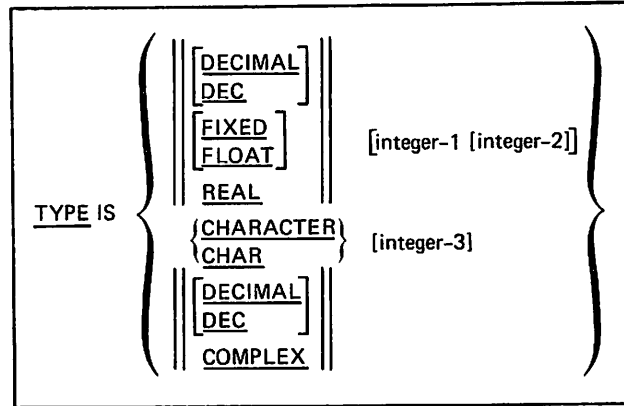 DECIMAL
DEC
FIXED
FLOAT
[integer-1 [integer-2]]
REAL
TYPE IS
CHARACTER
CHAR
[integer-3]
DECIMAL
DEC
COMPLEX